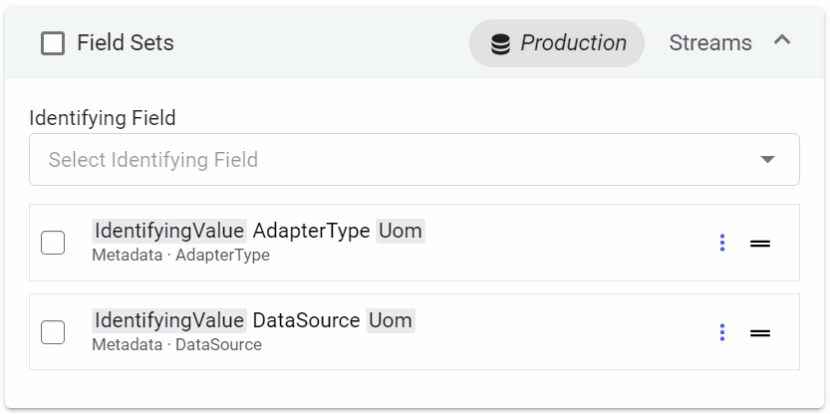 Field Sets Production Streams
Identifying Field
Select Identifying Field
IdentifyingValue AdapterType Uom
Metadata · AdapterType
IdentifyingValue DataSource Uom
Metadata · DataSource